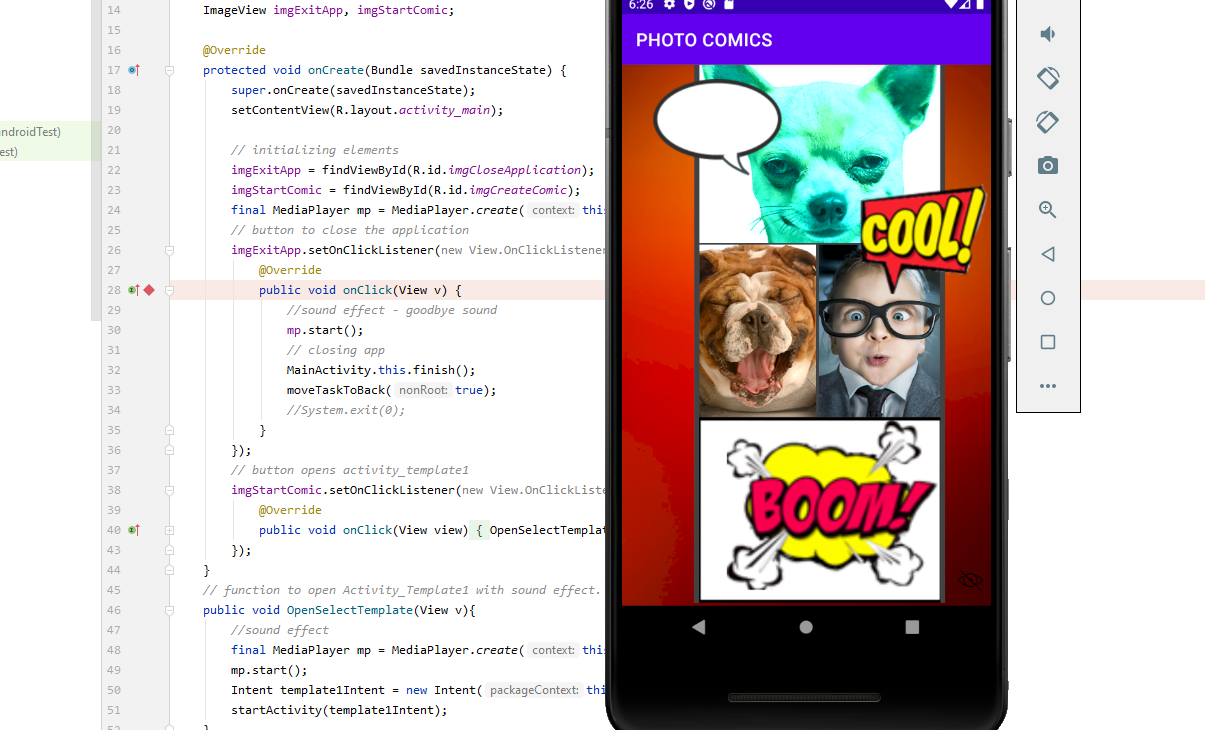 14 ImageView imgExitApp, imgStartComic;
15
16 @Override
17 protected void onCreate(Bundle savedInstanceState) {
18 super.onCreate(savedInstanceState);
19 setContentView(R.layout.activity_main);
20
androidTest)
21 // initializing elements
est)
22 imgExitApp = findViewById(R.id.imgCloseApplication);
23 imgStartComic = findViewById(R.id.imgCreateComic);
24 final MediaPlayer mp = MediaPlayer.create( context: this
25 // button to close the application
26 imgExitApp.setOnClickListener(new View.OnClickListener
27 @Override
28 public void onClick(View v) {
29 //sound effect - goodbye sound
30 mp.start();
31 // closing app
32 MainActivity.this.finish();
33 moveTaskToBack( nonRoot: true);
34 //System.exit(0);
35 }
36 });
37 // button opens activity_template1
38 imgStartComic.setOnClickListener(new View.OnClickListe
39 @Override
40 public void onClick(View view) { OpenSelectTemplat
43 });
44 }
45 // function to open Activity_Template1 with sound effect.
46 public void OpenSelectTemplate(View v){
47 //sound effect
48 final MediaPlayer mp = MediaPlayer.create( context: this
49 mp.start();
50 Intent template1Intent = new Intent( packageContext: thi
51 startActivity(template1Intent);
52 }
6:26
PHOTO COMICS
COOL!
BOOM!